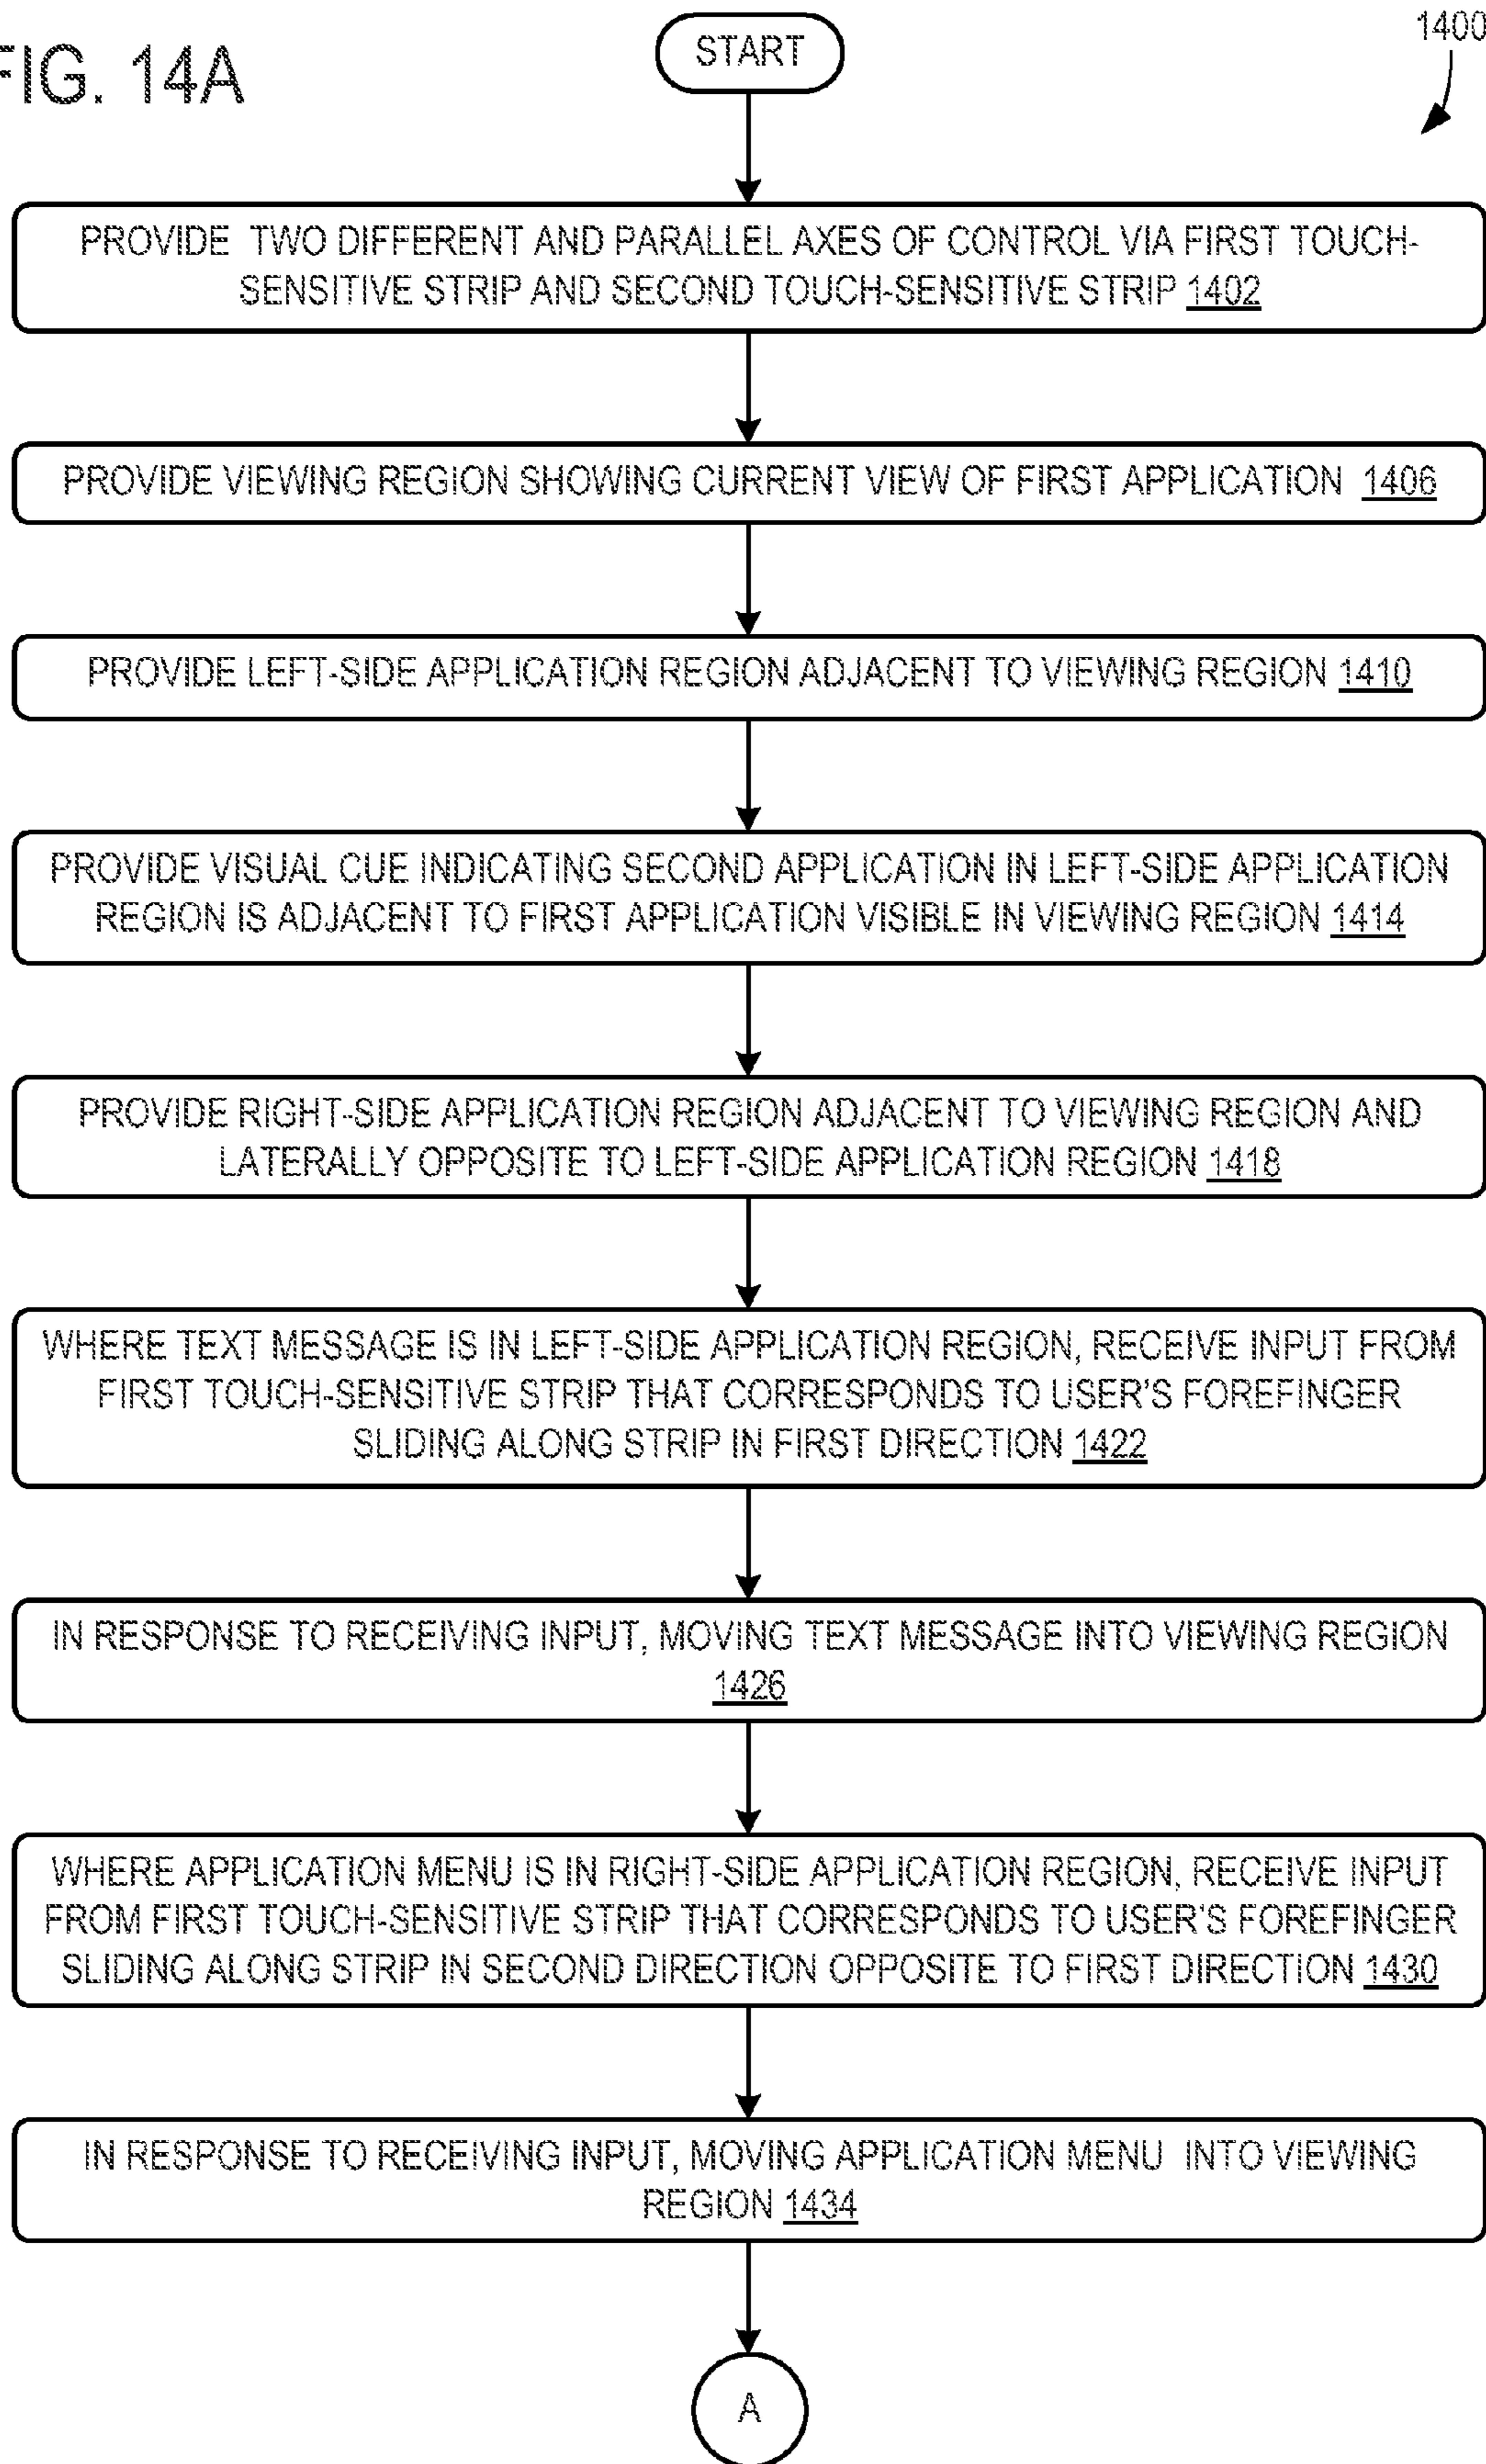 FIG. 14A
START
1400
PROVIDE TWO DIFFERENT AND PARALLEL AXES OF CONTROL VIA FIRST TOUCH-
SENSITIVE STRIP AND SECOND TOUCH-SENSITIVE STRIP 1402
PROVIDE VIEWING REGION SHOWING CURRENT VIEW OF FIRST APPLICATION 1406
PROVIDE LEFT-SIDE APPLICATION REGION ADJACENT TO VIEWING REGION 1410
PROVIDE VISUAL CUE INDICATING SECOND APPLICATION IN LEFT-SIDE APPLICATION
REGION IS ADJACENT TO FIRST APPLICATION VISIBLE IN VIEWING REGION 1414
PROVIDE RIGHT-SIDE APPLICATION REGION ADJACENT TO VIEWING REGION AND
LATERALLY OPPOSITE TO LEFT-SIDE APPLICATION REGION 1418
WHERE TEXT MESSAGE IS IN LEFT-SIDE APPLICATION REGION, RECEIVE INPUT FROM
FIRST TOUCH-SENSITIVE STRIP THAT CORRESPONDS TO USER'S FOREFINGER
SLIDING ALONG STRIP IN FIRST DIRECTION 1422
IN RESPONSE TO RECEIVING INPUT, MOVING TEXT MESSAGE INTO VIEWING REGION
1426
WHERE APPLICATION MENU IS IN RIGHT-SIDE APPLICATION REGION, RECEIVE INPUT
FROM FIRST TOUCH-SENSITIVE STRIP THAT CORRESPONDS TO USER'S FOREFINGER
SLIDING ALONG STRIP IN SECOND DIRECTION OPPOSITE TO FIRST DIRECTION 1430
IN RESPONSE TO RECEIVING INPUT, MOVING APPLICATION MENU INTO VIEWING
REGION 1434
A